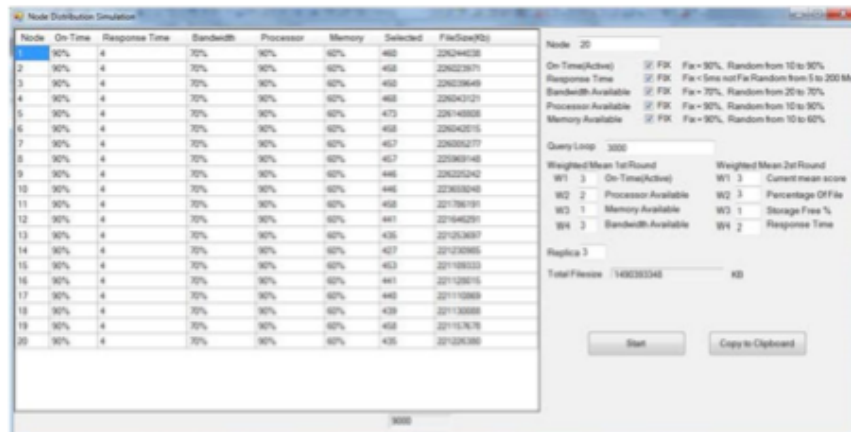 Node Distribution Simulation
Node On-Time Response Time Bandwidth Processor Memory Selected FileSize(Kb)
1 90% 4 70% 90% 60% 460 226244038
2 90% 4 70% 90% 60% 458 226023971
3 90% 4 70% 90% 60% 450 226039649
4 90% 4 70% 90% 60% 468 226043121
5 90% 4 70% 90% 60% 473 226148808
6 90% 4 70% 90% 60% 458 226042015
7 90% 4 70% 90% 60% 457 226005277
8 90% 4 70% 90% 60% 457 225969148
9 90% 4 70% 90% 60% 446 226225242
10 90% 4 70% 90% 60% 446
11 90% 4 70% 90% 60% 458 221786191
12 90% 4 70% 90% 60% 441 221646291
13 90% 4 70% 90% 60% 435 221253697
14 90% 4 70% 90% 60% 427 221230985
15 90% 4 70% 90% 60% 453 221189333
16 90% 4 70% 90% 60% 441 221128015
17 90% 4 70% 90% 60% 440 221110869
18 90% 4 70% 90% 60% 439 221130088
19 90% 4 70% 90% 60% 458 221157678
20 90% 4 70% 90% 60% 435 221226380
9000
Node 20
On-Time(Active) FIX Fix = 90%, Random from 10 to 90%
Response Time FIX Fix < 5ms not Fix Random from 5 to 200 M
Bandwidth Available FIX Fix = 70%, Random from 20 to 70%
Processor Available FIX Fix = 90%, Random from 10 to 90%
Memory Available FIX Fix = 90%, Random from 10 to 60%
Query Loop 3000
Weighted Mean 1st Round Weighted Mean 2st Round
W1 3 On-Time(Active) W1 3 Current mean score
W2 2 Processor Available W2 3 Percentage Of File
W3 1 Memory Available W3 1 Storage Free %
W4 3 Bandwidth Available W4 2 Response Time
Replica 3
Total Filesize 1490393348 KB
Start Copy to Clipboard